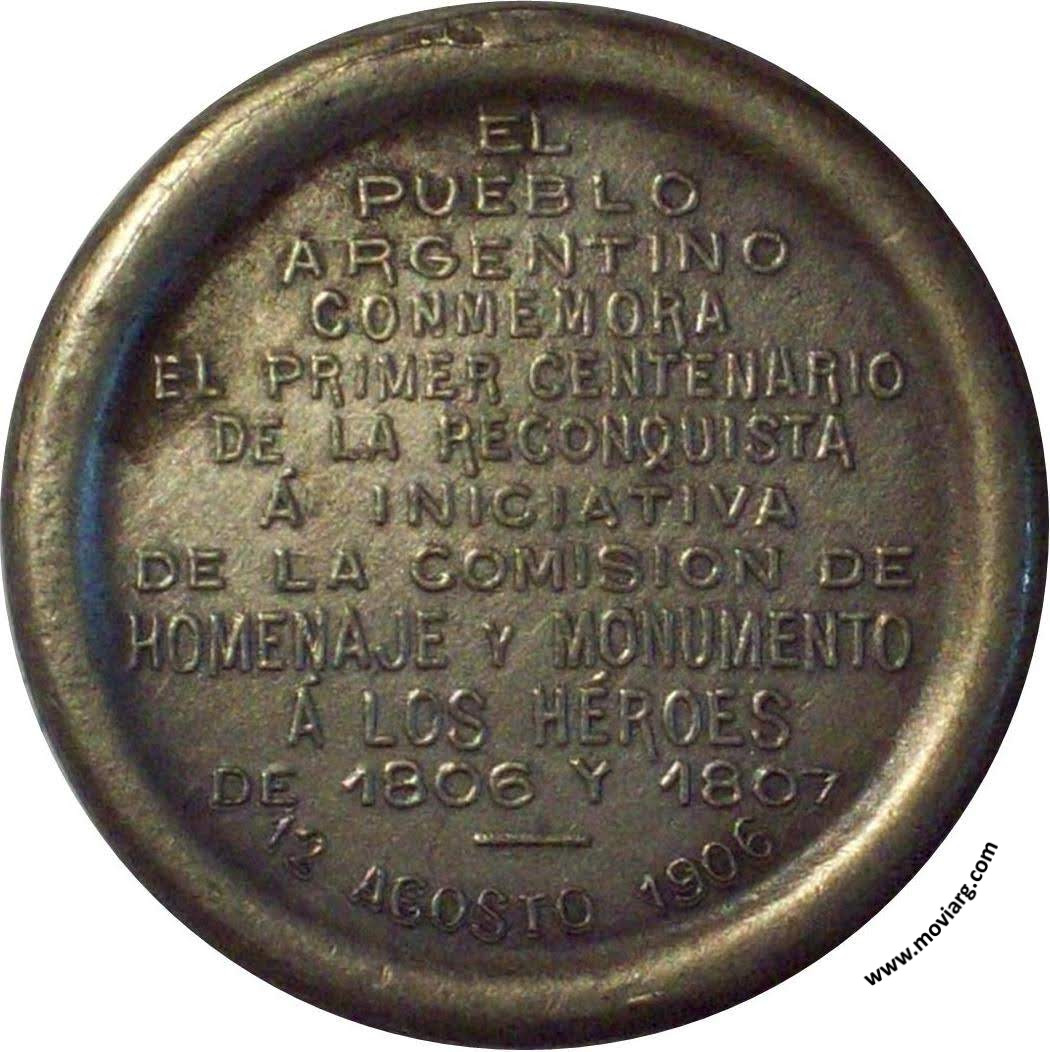 EL
PUEBLO
ARGENTINO
CONMEMORA
EL PRIMER CENTENARIO
DE LA RECONQUISTA
Á INICIATIVA
DE LA COMISION DE
HOMENAJE Y MONUMENTO
Á LOS HÉROES
DE 1806 Y 1807
12 AGOSTO 1906
www.moviarg.com